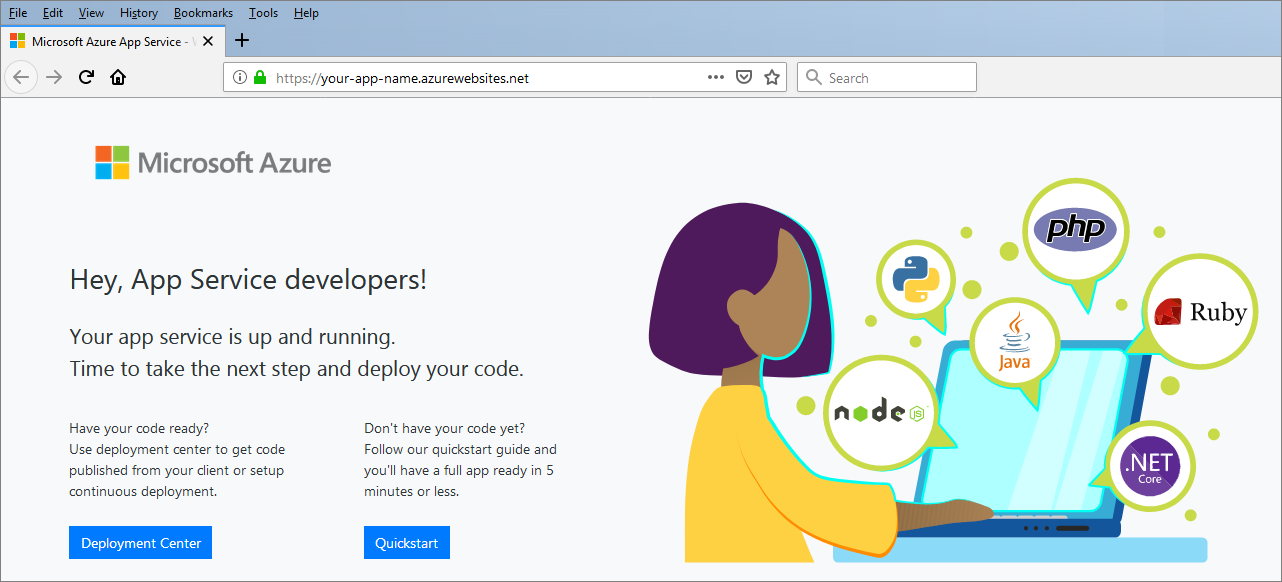 File Edit View History Bookmarks Tools Help
Microsoft Azure App Service -
https://your-app-name.azurewebsites.net
Search
Microsoft Azure
Hey, App Service developers!
Your app service is up and running.
Time to take the next step and deploy your code.
Have your code ready?
Use deployment center to get code
published from your client or setup
continuous deployment.
Deployment Center
Don't have your code yet?
Follow our quickstart guide and
you'll have a full app ready in 5
minutes or less.
Quickstart
php
Ruby
Java
node
JS
.NET
Core